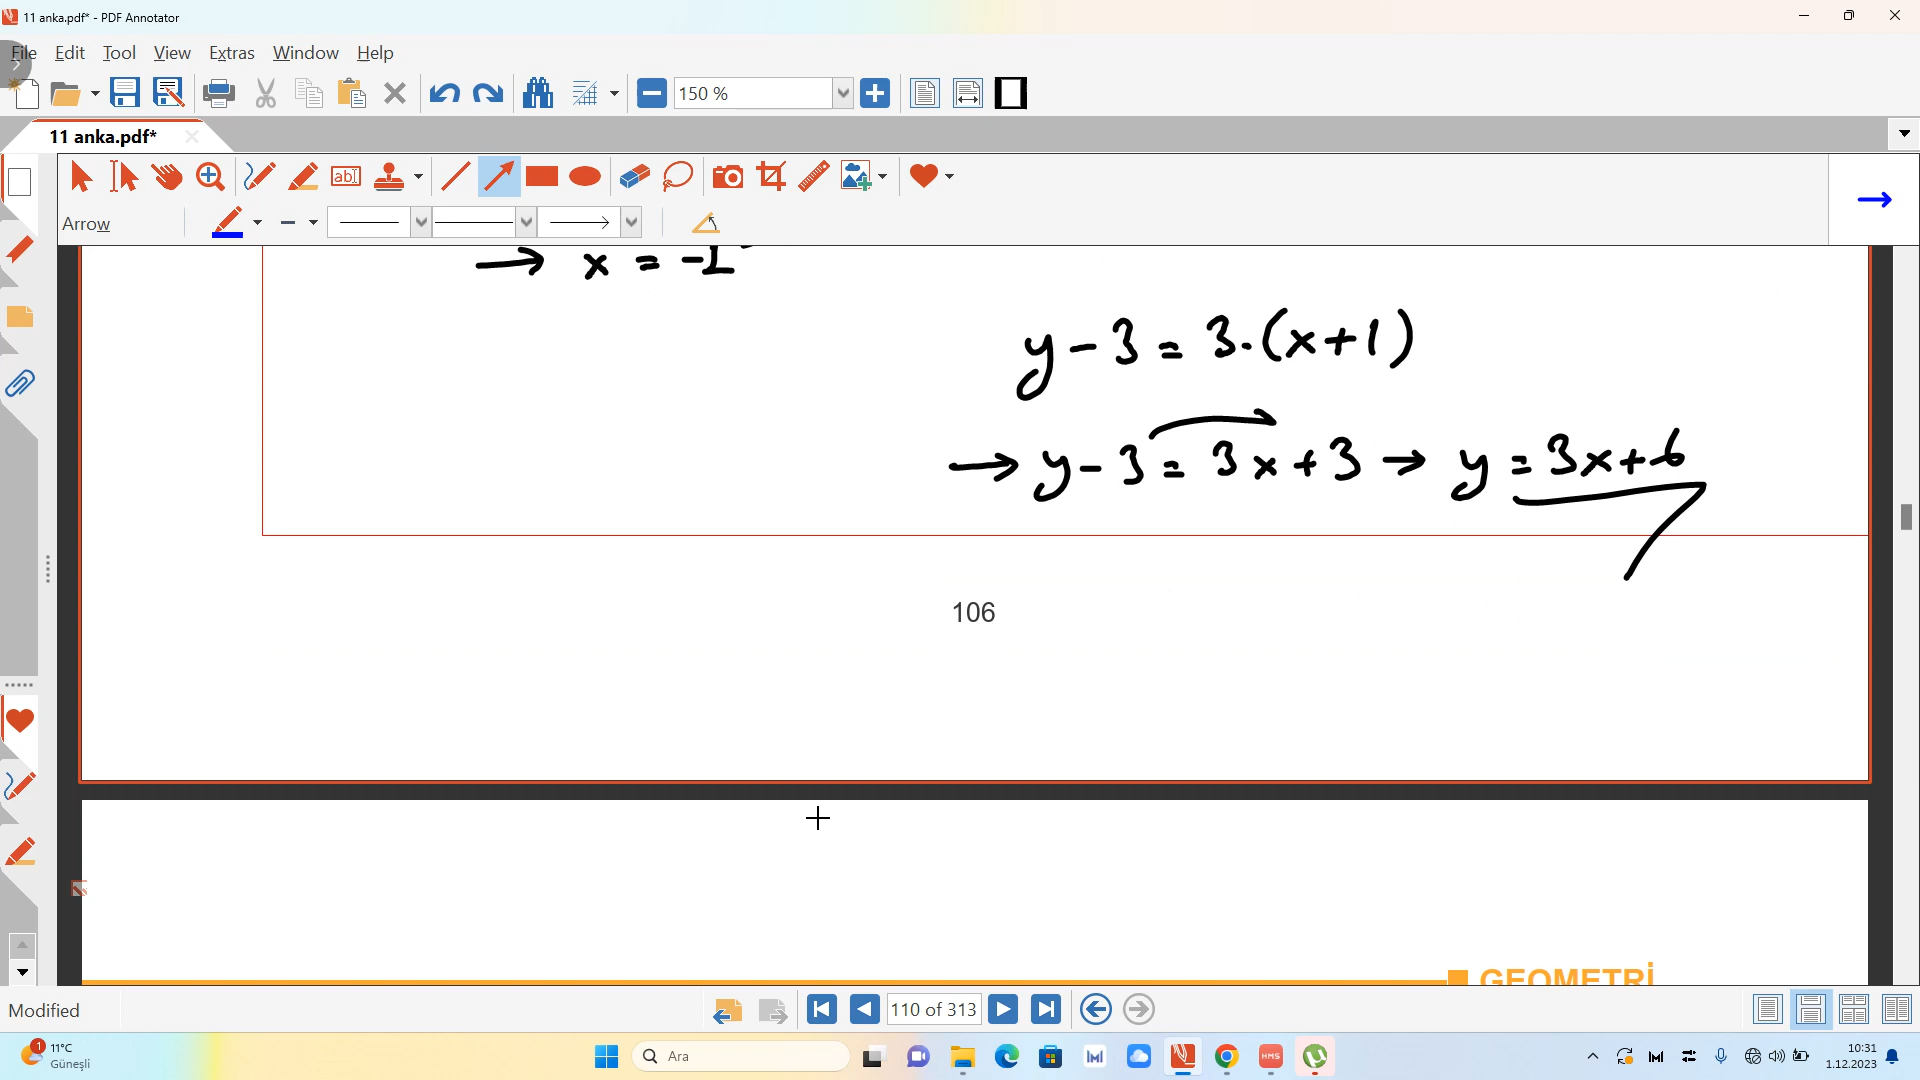 11 anka.pdf* - PDF Annotator
File Edit Tool View Extras Window Help
150 %
11 anka.pdf*
Arrow
→ x = -1
y - 3 = 3.(x+1)
→ y - 3 = 3x + 3 → y = 3x + 6
106
GEOMETRİ
Modified
110 of 313
1
11°C
Güneşli
Ara
HMS
10:31
1.12.2023